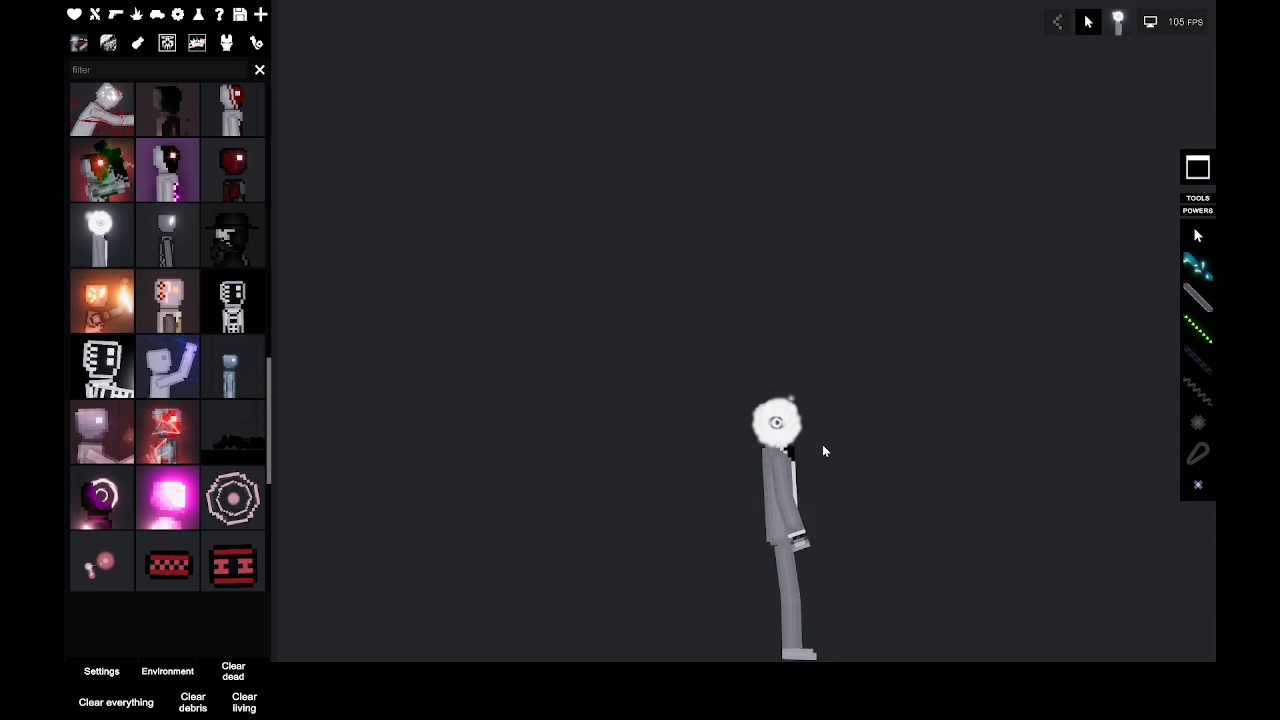 105 FPS
filter
TOOLS
POWERS
Settings
Environment
Clear
dead
Clear everything
Clear
debris
Clear
living